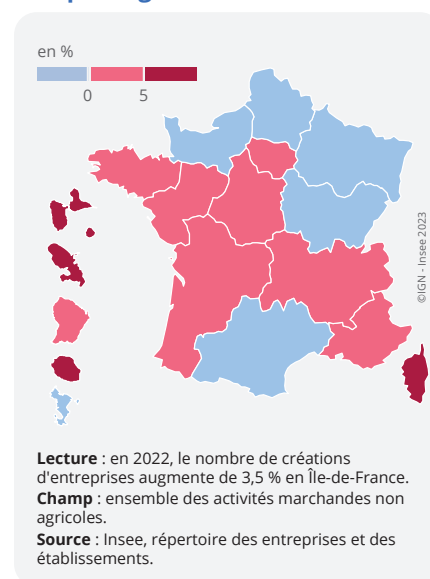 en %
0 5
©IGN - Insee 2023
Lecture : en 2022, le nombre de créations
d'entreprises augmente de 3,5 % en Île-de-France.
Champ : ensemble des activités marchandes non
agricoles.
Source : Insee, répertoire des entreprises et des
établissements.